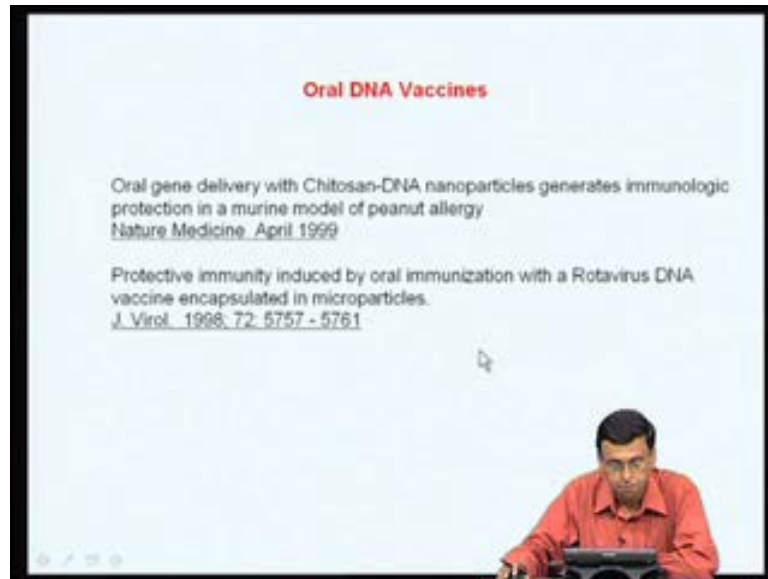 Oral DNA Vaccines
Oral gene delivery with Chitosan-DNA nanoparticles generates immunologic
protection in a murine model of peanut allergy
Nature Medicine April 1999
Protective immunity induced by oral immunization with a Rotavirus DNA
vaccine encapsulated in microparticles.
J. Virol. 1998; 72: 5757 - 5761